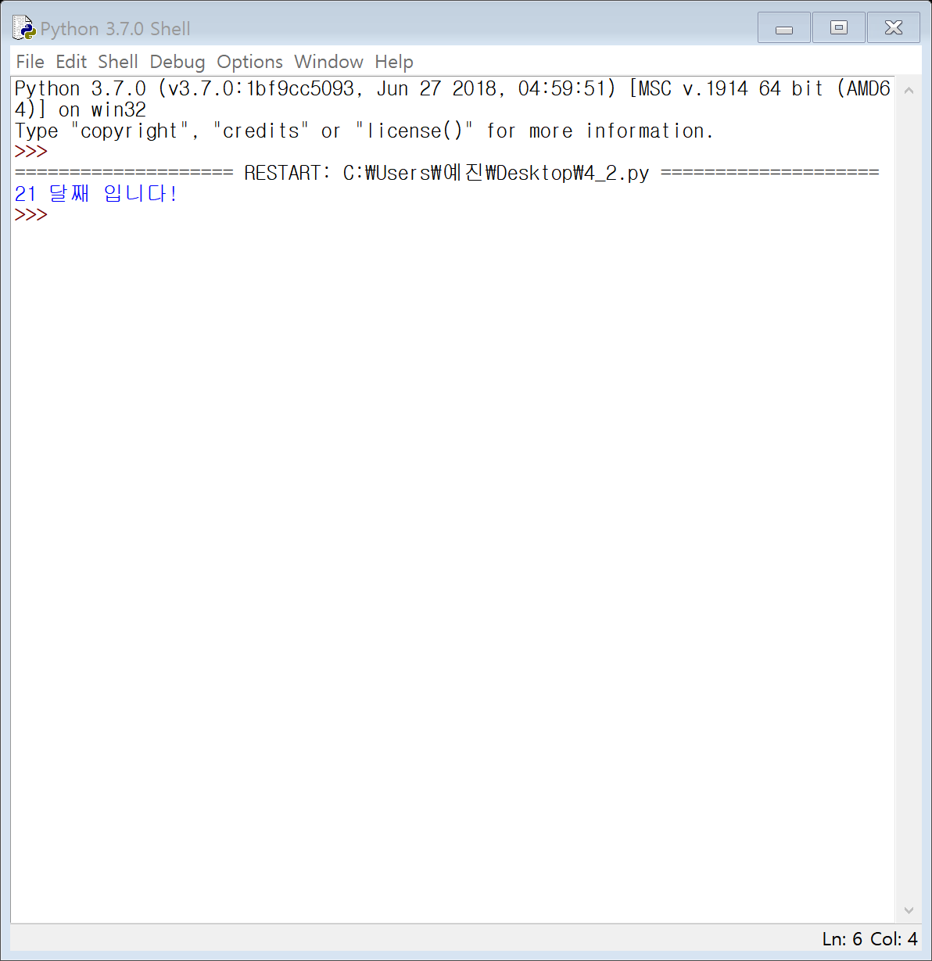 Python 3.7.0 Shell
File Edit Shell Debug Options Window Help
Python 3.7.0 (v3.7.0:1bf9cc5093, Jun 27 2018, 04:59:51) [MSC v.1914 64 bit (AMD6
4)] on win32
Type "copyright", "credits" or "license()" for more information.
>>>
==================== RESTART: C:₩Users₩예진₩Desktop₩4_2.py ====================
21 달째 입니다!
>>>
Ln: 6 Col: 4